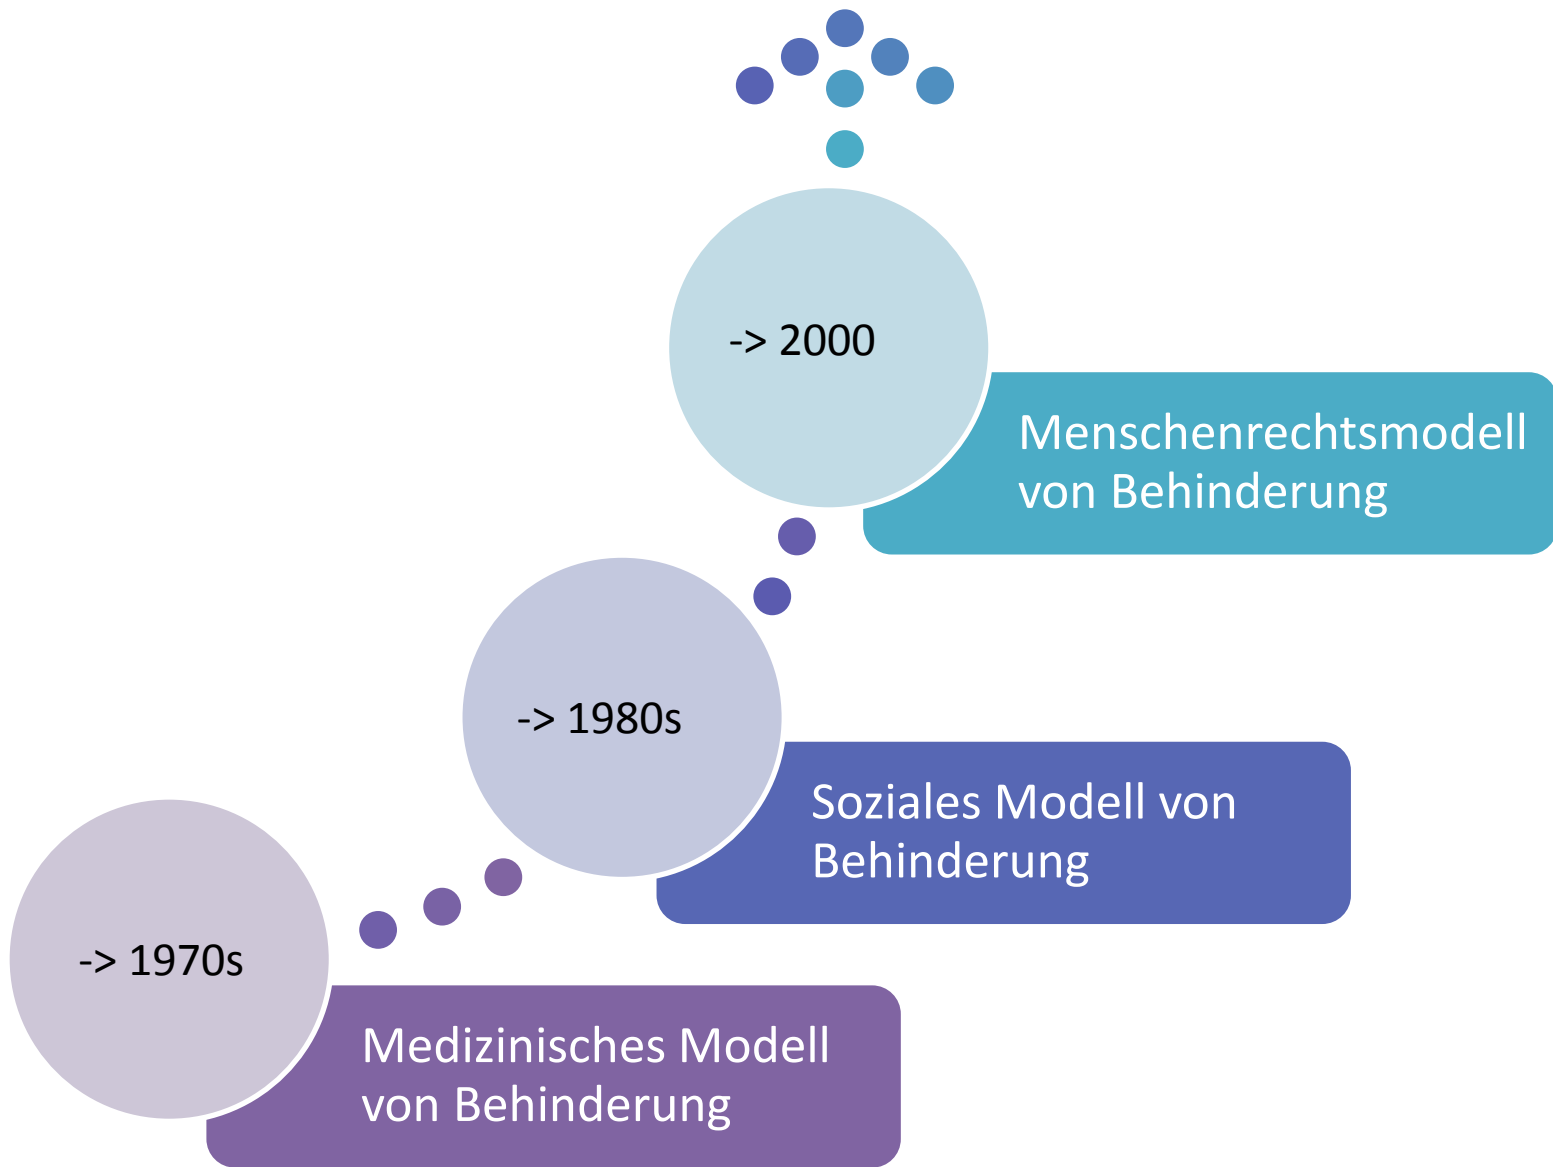 -> 2000
Menschenrechtsmodell
von Behinderung
-> 1980s
Soziales Modell von
Behinderung
-> 1970s
Medizinisches Modell
von Behinderung